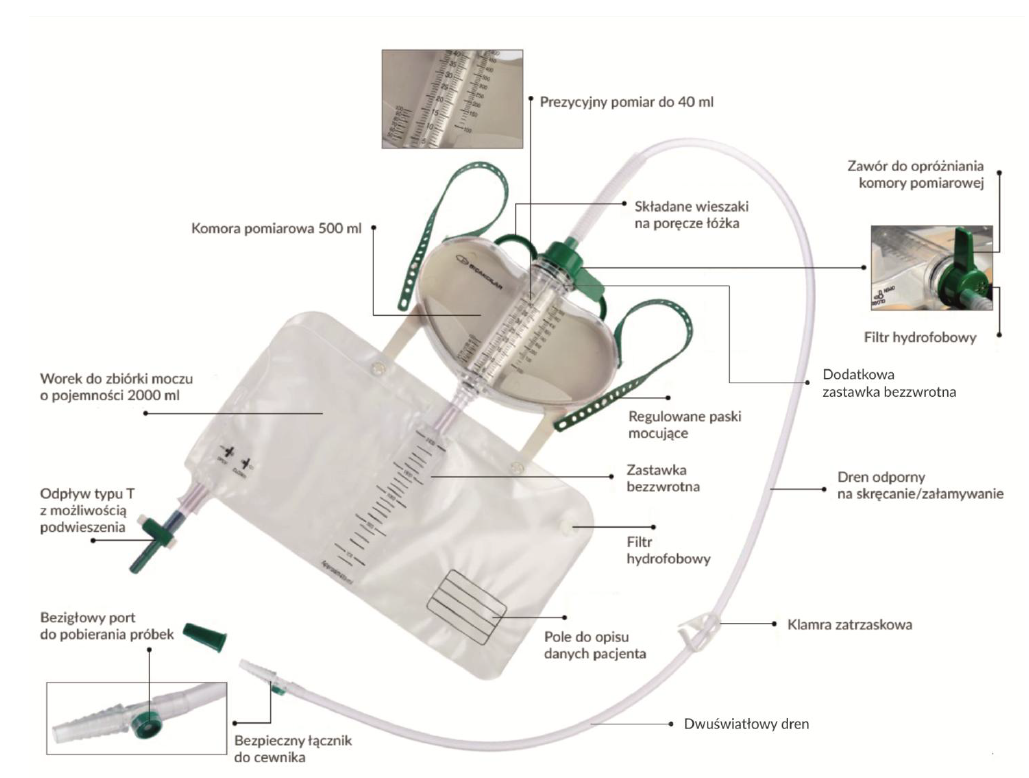 Prezycyjny pomiar do 40 ml
Zawór do opróżniania
komory pomiarowej
Składane wieszaki
na poręcze łóżka
Komora pomiarowa 500 ml
Filtr hydrofobowy
Dodatkowa
zastawka bezzwrotna
Worek do zbiórki moczu
o pojemności 2000 ml
Regulowane paski
mocujące
Zastawka
bezzwrotna
Dren odporny
na skręcanie/załamywanie
Odpływ typu T
z możliwością
podwieszenia
Filtr
hydrofobowy
Bezigłowy port
do pobierania próbek
Klamra zatrzaskowa
Pole do opisu
danych pacjenta
Dwuświatłowy dren
Bezpieczny łącznik
do cewnika